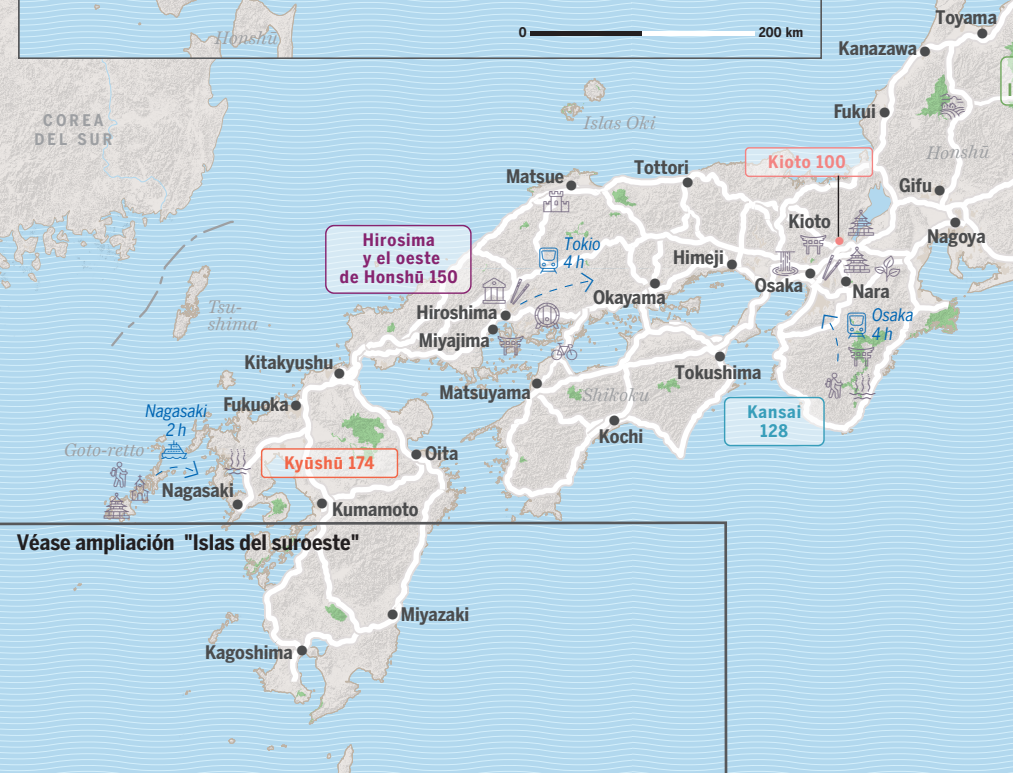 Honshū
0 200 km
Toyama
Kanazawa
COREA
DEL SUR
Islas Oki
Fukui
Honshū
Kioto 100
Tottori
Matsue
Gifu
Kioto
Nagoya
Hirosima
y el oeste
de Honshū 150
Tokio
4 h
Himeji
Osaka
Nara
Okayama
Tsu-
shima
Hiroshima
Miyajima
Osaka
4 h
Kitakyushu
Tokushima
Matsuyama
Shikoku
Fukuoka
Nagasaki
2 h
Kansai
128
Kochi
Goto-retto
Kyūshū 174
Oita
Nagasaki
Kumamoto
Véase ampliación "Islas del suroeste"
Miyazaki
Kagoshima